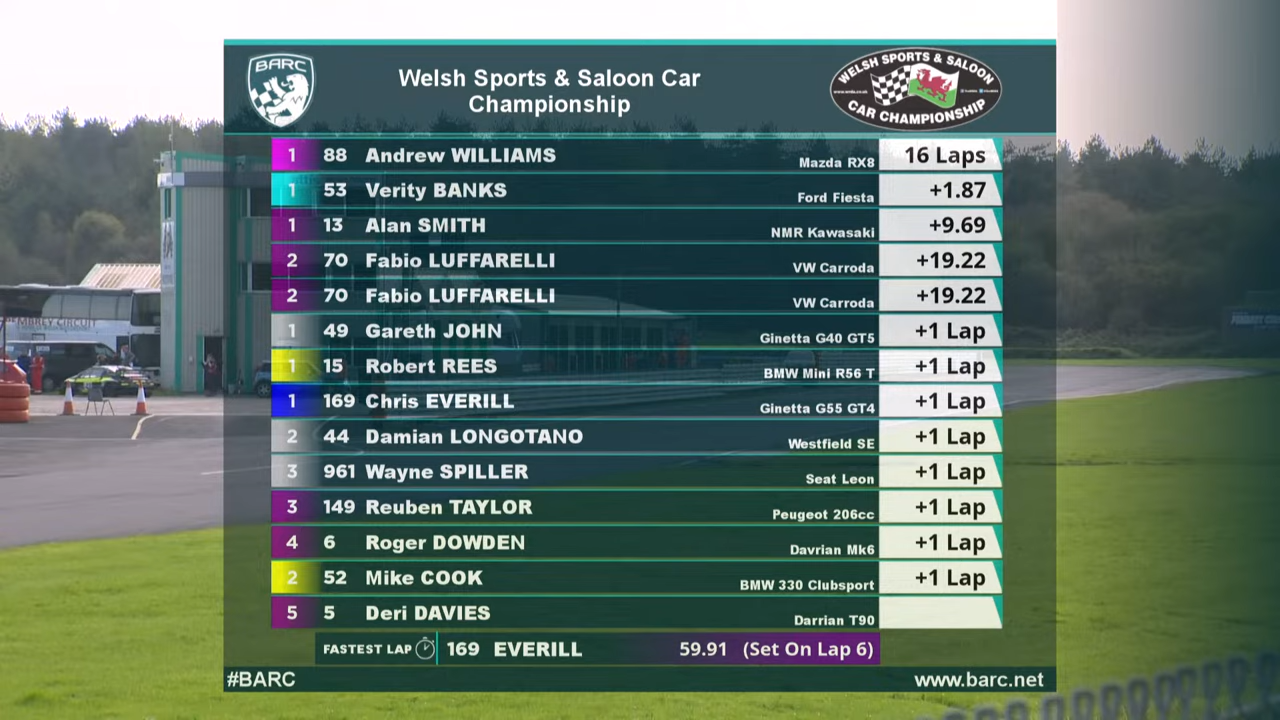 BARC
Welsh Sports & Saloon Car
Championship
WELSH SPORTS & SALOON
CAR CHAMPIONSHIP
1 88 Andrew WILLIAMS Mazda RX8 16 Laps
1 53 Verity BANKS Ford Fiesta +1.87
1 13 Alan SMITH NMR Kawasaki +9.69
2 70 Fabio LUFFARELLI VW Carroda +19.22
2 70 Fabio LUFFARELLI VW Carroda +19.22
1 49 Gareth JOHN Ginetta G40 GT5 +1 Lap
1 15 Robert REES BMW Mini R56 T +1 Lap
1 169 Chris EVERILL Ginetta G55 GT4 +1 Lap
2 44 Damian LONGOTANO Westfield SE +1 Lap
3 961 Wayne SPILLER Seat Leon +1 Lap
3 149 Reuben TAYLOR Peugeot 206cc +1 Lap
4 6 Roger DOWDEN Davrian Mk6 +1 Lap
2 52 Mike COOK BMW 330 Clubsport +1 Lap
5 5 Deri DAVIES Darrian T90
FASTEST LAP 169 EVERILL 59.91 (Set On Lap 6)
#BARC www.barc.net